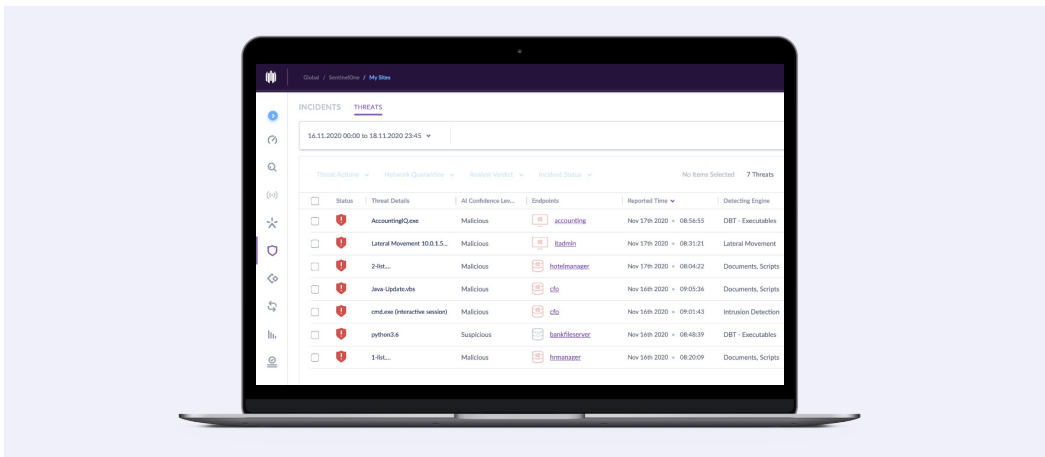 Global / SentinelOne / My Sites
INCIDENTS THREATS
16.11.2020 00:00 to 18.11.2020 23:45
Threat Actions Network Quarantine Analyst Verdict Incident Status No Items Selected 7 Threats
Status Threat Details AI Confidence Lev... Endpoints Reported Time Detecting Engine
AccountingIQ.exe Malicious accounting Nov 17th 2020 • 08:56:55 DBT - Executables
Lateral Movement 10.0.1.5... Malicious itadmin Nov 17th 2020 • 08:31:21 Lateral Movement
2-list.... Malicious hotelmanager Nov 17th 2020 • 08:04:22 Documents, Scripts
Java-Update.vbs Malicious cfo Nov 16th 2020 • 09:05:36 Documents, Scripts
cmd.exe (interactive session) Malicious cfo Nov 16th 2020 • 09:01:43 Intrusion Detection
python3.6 Suspicious bankfileserver Nov 16th 2020 • 08:48:39 DBT - Executables
1-list.... Malicious hrmanager Nov 16th 2020 • 08:20:09 Documents, Scripts